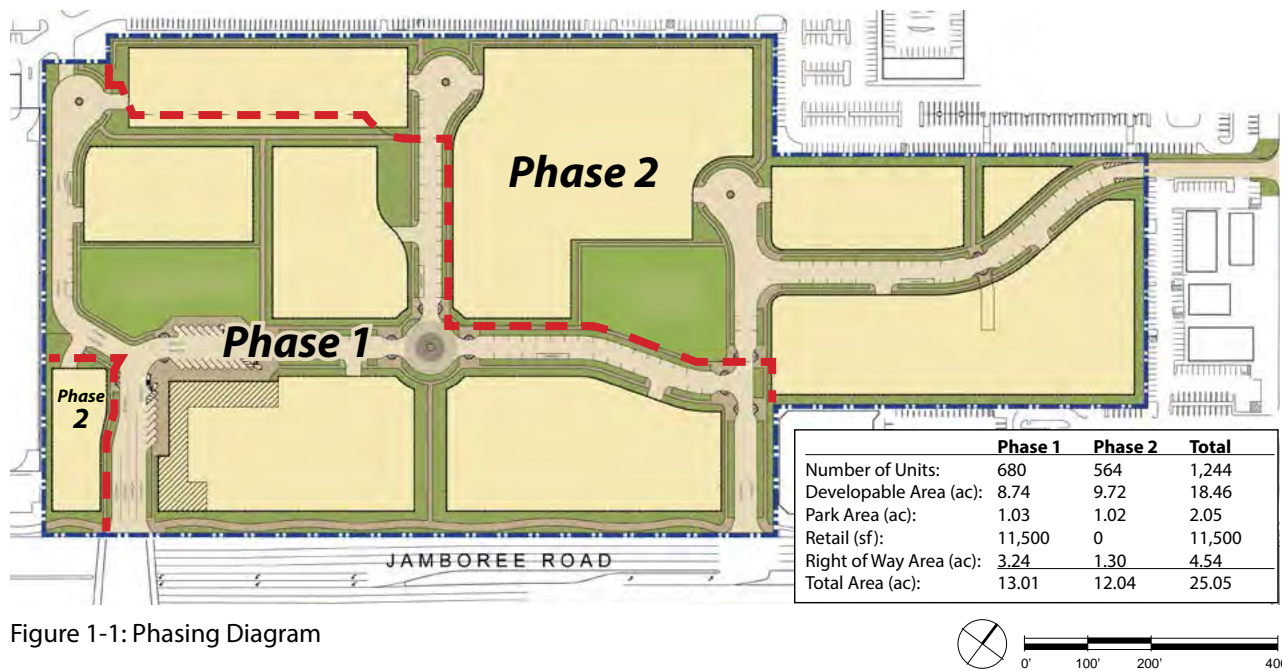 Phase 2
Phase 1
Phase
2
JAMBOREE ROAD
Phase 1 Phase 2 Total
Number of Units: 680 564 1,244
Developable Area (ac): 8.74 9.72 18.46
Park Area (ac): 1.03 1.02 2.05
Retail (sf): 11,500 0 11,500
Right of Way Area (ac): 3.24 1.30 4.54
Total Area (ac): 13.01 12.04 25.05
Figure 1-1: Phasing Diagram
0' 100' 200' 400